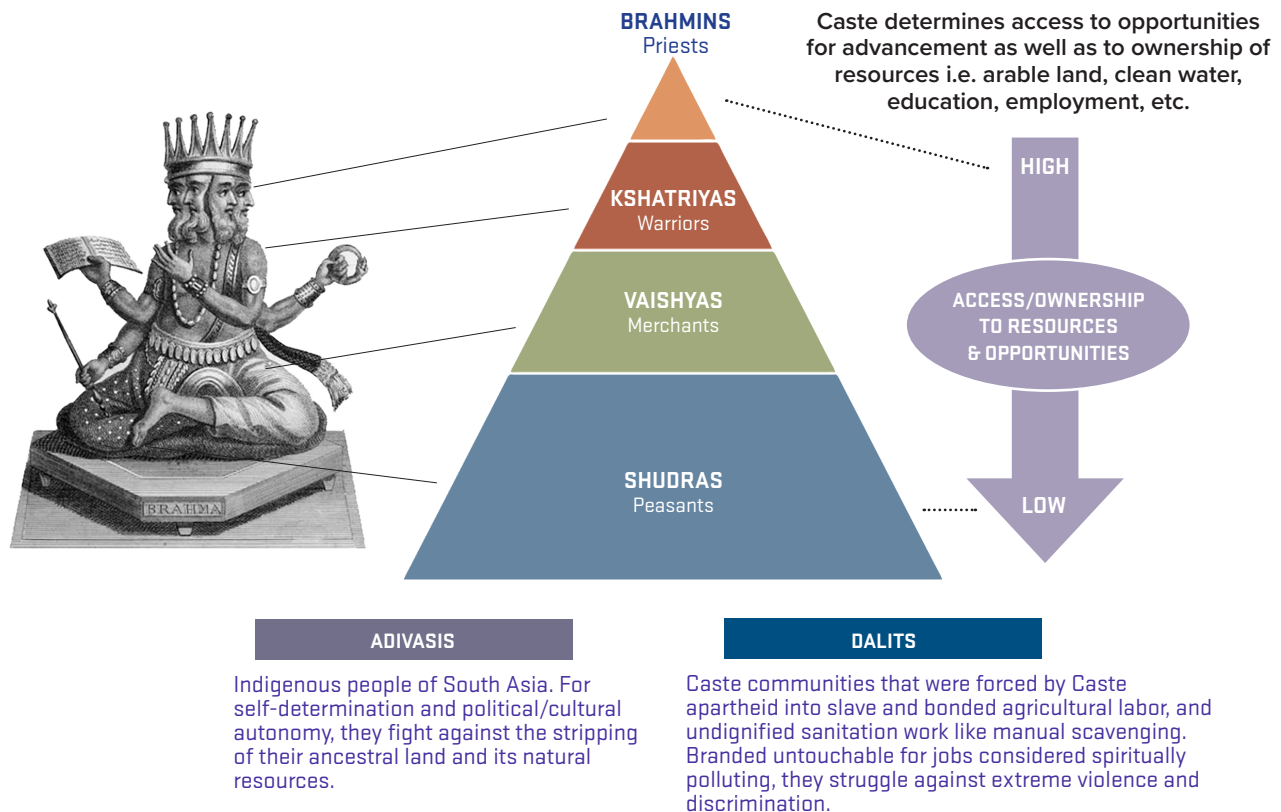 BRAHMINS
Priests
Caste determines access to opportunities
for advancement as well as to ownership of
resources i.e. arable land, clean water,
education, employment, etc.
HIGH
KSHATRIYAS
Warriors
VAISHYAS
Merchants
ACCESS/OWNERSHIP
TO RESOURCES
& OPPORTUNITIES
SHUDRAS
Peasants
LOW
BRAHMA
ADIVASIS
Indigenous people of South Asia. For
self-determination and political/cultural
autonomy, they fight against the stripping
of their ancestral land and its natural
resources.
DALITS
Caste communities that were forced by Caste
apartheid into slave and bonded agricultural labor, and
undignified sanitation work like manual scavenging.
Branded untouchable for jobs considered spiritually
polluting, they struggle against extreme violence and
discrimination.